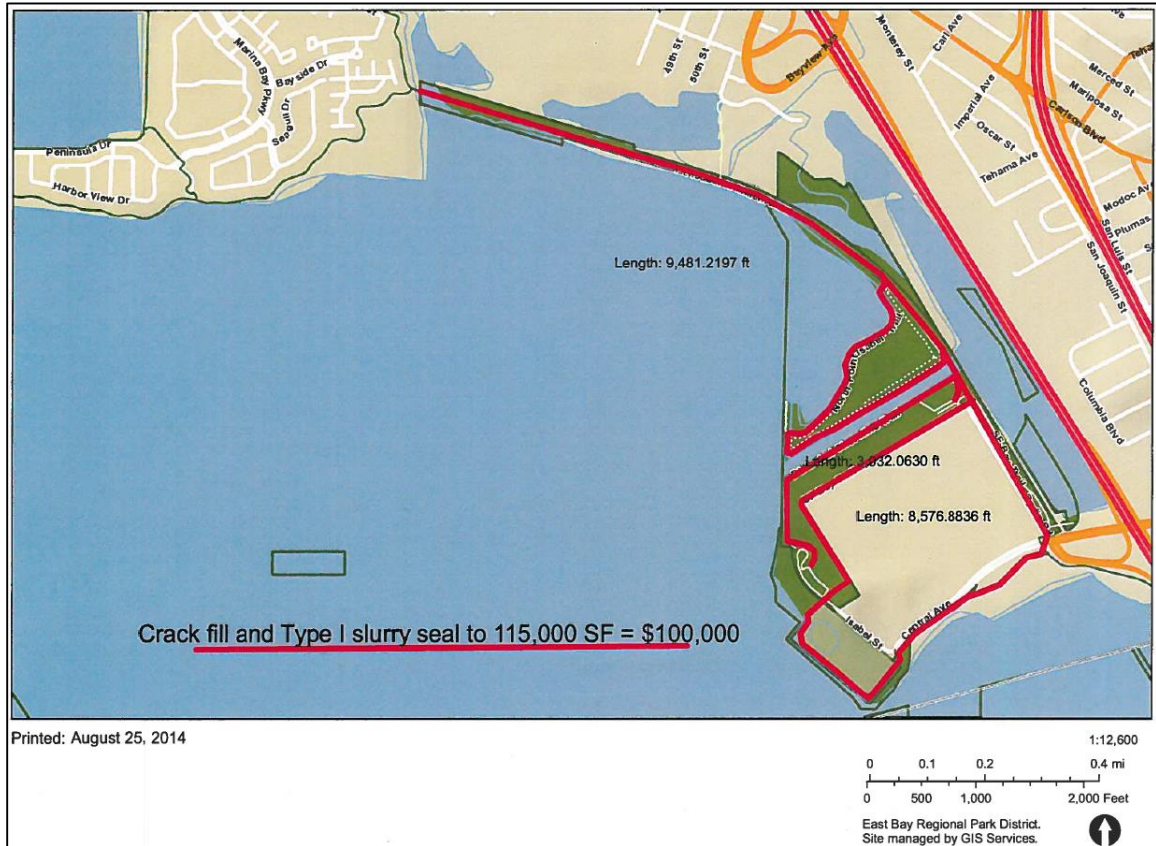 Marina Bay Pkwy
Bayside Dr
Seagull Dr
Peninsula Dr
Harbor View Dr
49th St
50th St
Bayview Ave
Monterey St
Carl Ave
Imperial Ave
Oscar St
Tehama Ave
Merced St
Mariposa St
Carlson Blvd
Modoc Ave
Plumas
San Luis St
San Joaquin St
Columbia Blvd
Length: 9,481.2197 ft
Length: 3,032.0630 ft
Length: 8,576.8836 ft
Isabel St
Central Ave
Crack fill and Type I slurry seal to 115,000 SF = $100,000
Printed: August 25, 2014
1:12,600
0 0.1 0.2 0.4 mi
0 500 1,000 2,000 Feet
East Bay Regional Park District.
Site managed by GIS Services.